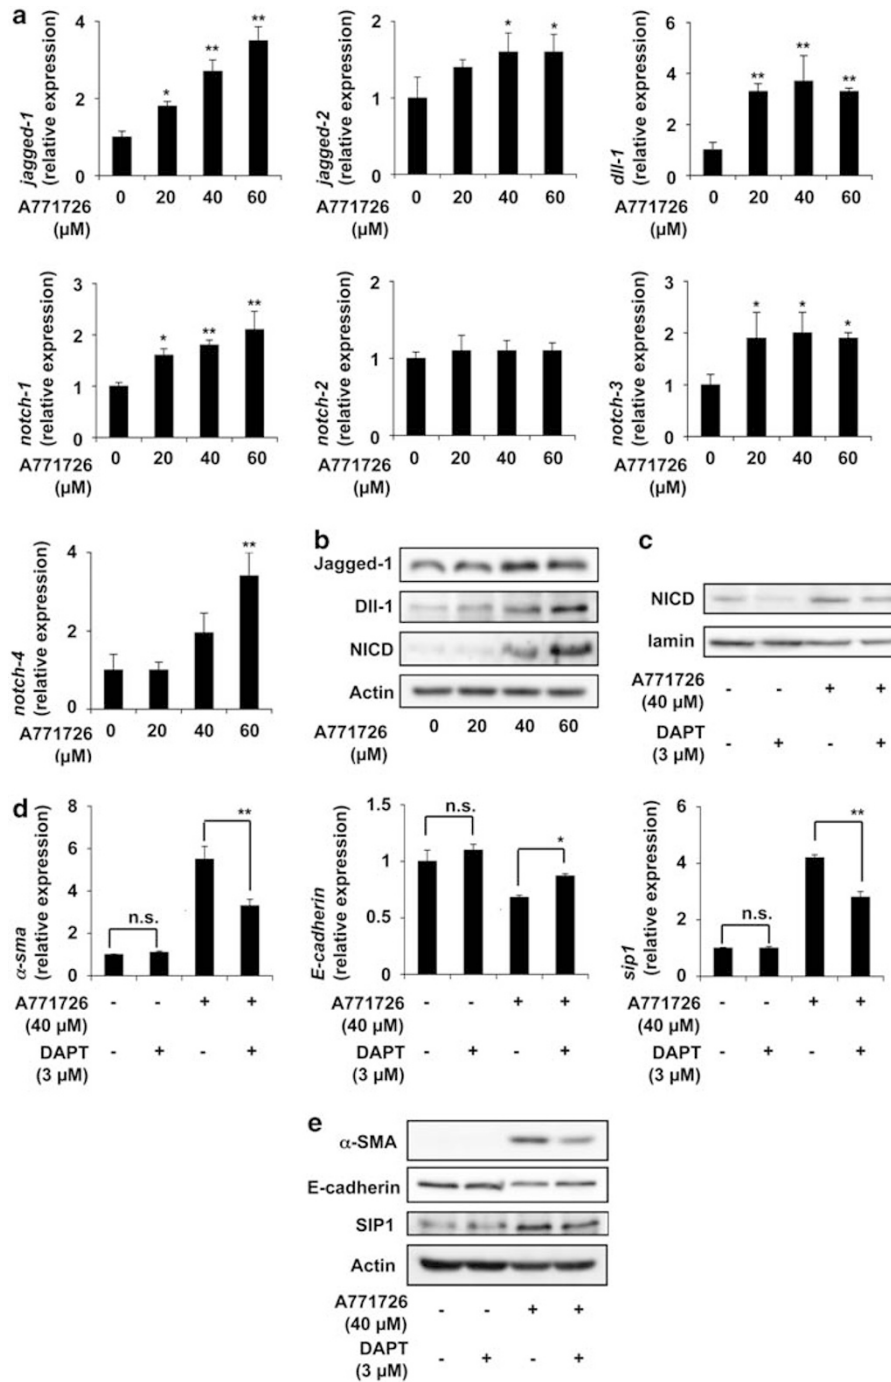 a
jagged-1
(relative expression)
4
3
2
1
0
* ** **
0 20 40 60
A771726
(µM)
jagged-2
(relative expression)
2
1
0
* *
0 20 40 60
A771726
(µM)
dll-1
(relative expression)
6
5
4
3
2
1
0
** ** **
0 20 40 60
A771726
(µM)
notch-1
(relative expression)
3
2
1
0
* ** **
0 20 40 60
A771726
(µM)
notch-2
(relative expression)
2
1
0
0 20 40 60
A771726
(µM)
notch-3
(relative expression)
3
2
1
0
* * *
0 20 40 60
A771726
(µM)
notch-4
(relative expression)
4
2
0
**
0 20 40 60
A771726
(µM)
b
Jagged-1
Dll-1
NICD
Actin
0 20 40 60
A771726
(µM)
c
NICD
lamin
A771726 - - + +
(40 µM)
DAPT - + - +
(3 µM)
d
α-sma
(relative expression)
8
6
4
2
0
n.s. **
A771726 - - + +
(40 µM)
DAPT - + - +
(3 µM)
E-cadherin
(relative expression)
1.5
1
0.5
0
n.s. *
A771726 - - + +
(40 µM)
DAPT - + - +
(3 µM)
sip1
(relative expression)
6
4
2
0
n.s. **
A771726 - - + +
(40 µM)
DAPT - + - +
(3 µM)
e
α-SMA
E-cadherin
SIP1
Actin
A771726 - - + +
(40 µM)
DAPT - + - +
(3 µM)